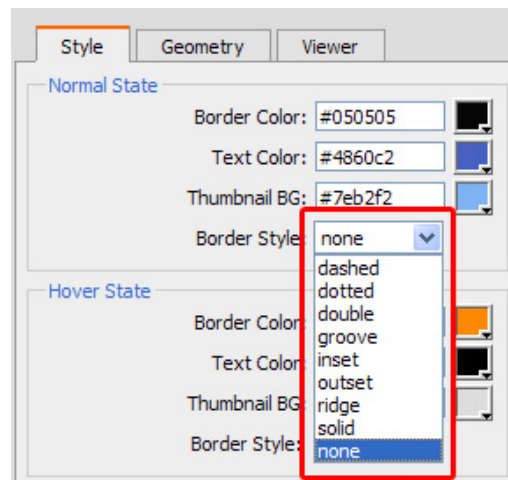 Style Geometry Viewer
Normal State
Border Color: #050505
Text Color: #4860c2
Thumbnail BG: #7eb2f2
Border Style: none
dashed
Hover State dotted
Border Color: double
groove
Text Color: inset
outset
Thumbnail BG: ridge
solid
Border Style: none